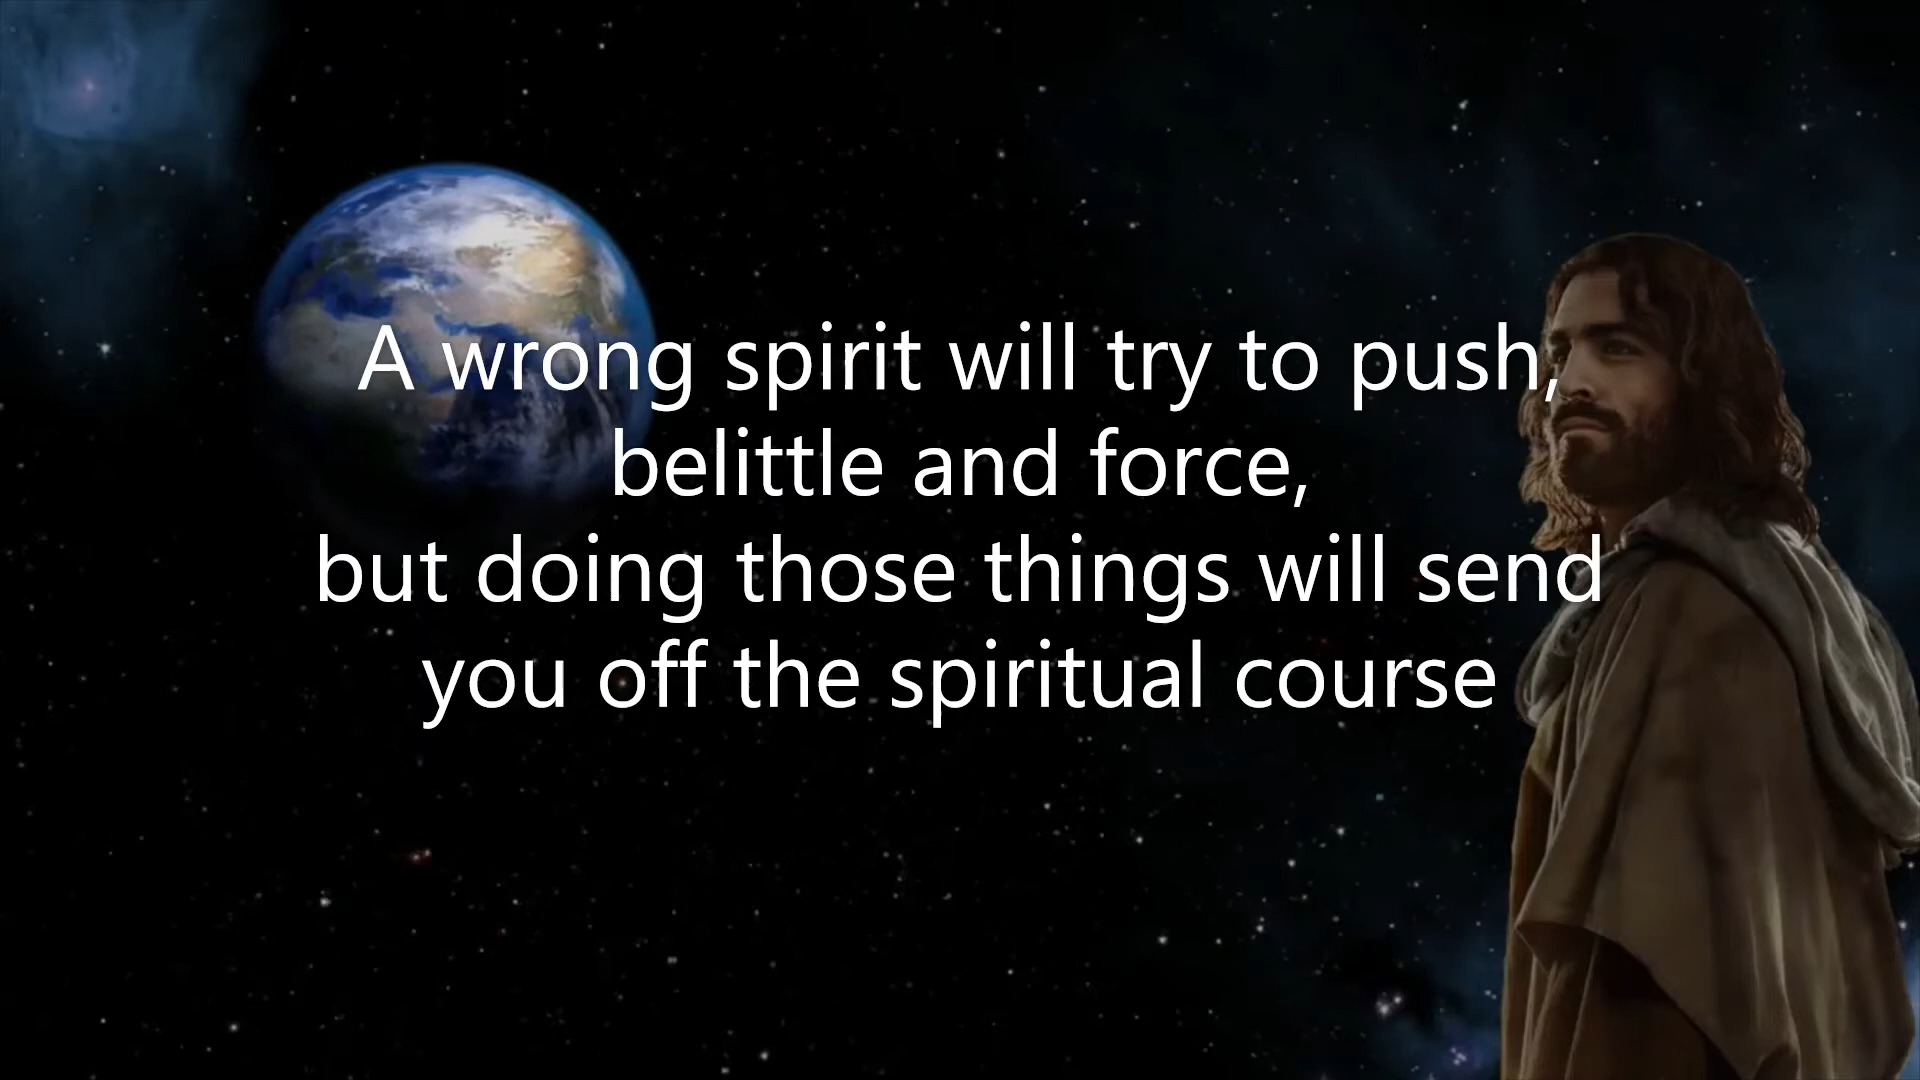 A wrong spirit will try to push,
belittle and force,
but doing those things will send
you off the spiritual course